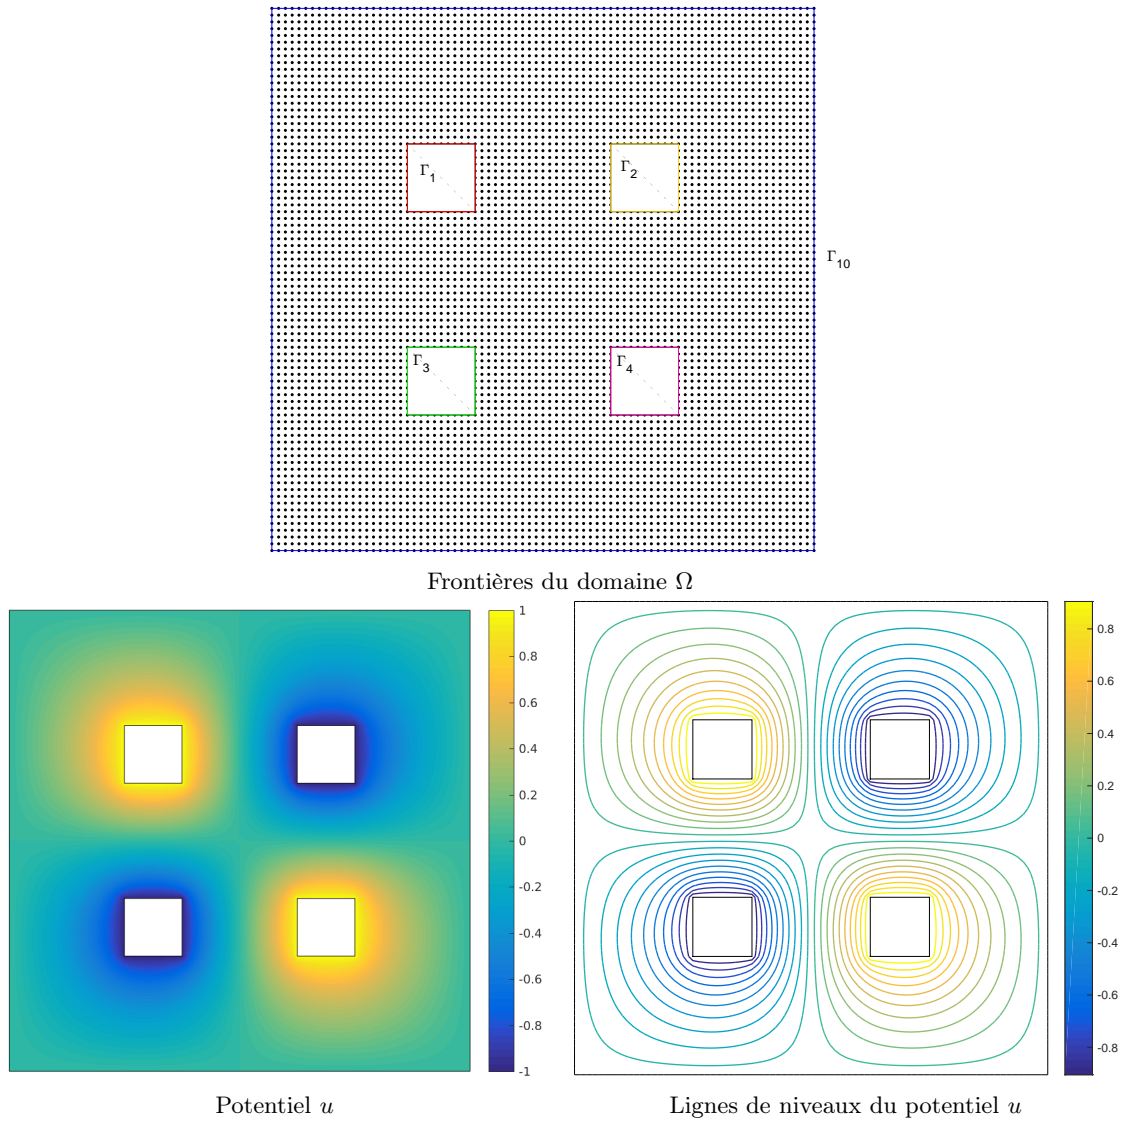 Γ1
Γ2
Γ10
Γ3
Γ4
Frontières du domaine Ω
1
0.8
0.6
0.4
0.2
0
-0.2
-0.4
-0.6
-0.8
-1
0.8
0.6
0.4
0.2
0
-0.2
-0.4
-0.6
-0.8
Potentiel u
Lignes de niveaux du potentiel u